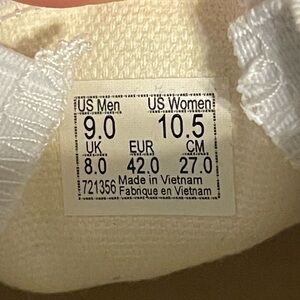 US Men US Women
9.0 10.5
UK EUR CM
8.0 42.0 27.0
721356 Made in Vietnam
Fabrique en Vietnam